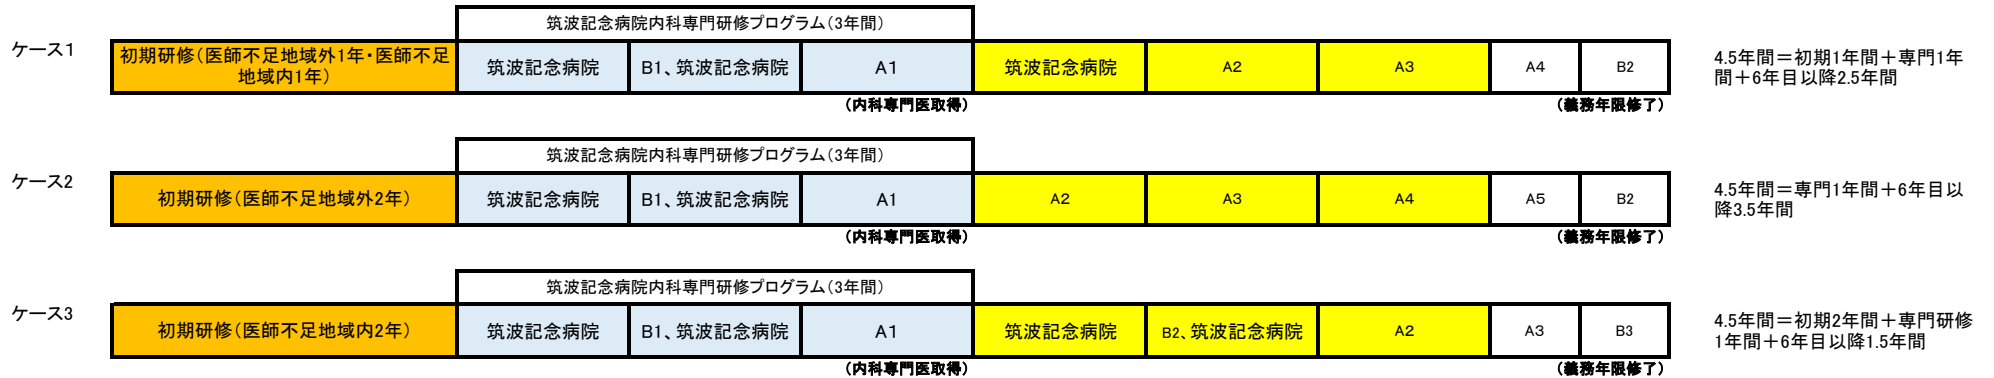 筑波記念病院内科専門研修プログラム(3年間)
ケース1
初期研修(医師不足地域外1年・医師不足
地域内1年)
筑波記念病院
B1、筑波記念病院
A1
筑波記念病院
A2
A3
A4
B2
4.5年間=初期1年間+専門1年
間+6年目以降2.5年間
(内科専門医取得)
(義務年限修了)
筑波記念病院内科専門研修プログラム(3年間)
ケース2
初期研修(医師不足地域外2年)
筑波記念病院
B1、筑波記念病院
A1
A2
A3
A4
A5
B2
4.5年間=専門1年間+6年目以
降3.5年間
(内科専門医取得)
(義務年限修了)
筑波記念病院内科専門研修プログラム(3年間)
ケース3
初期研修(医師不足地域内2年)
筑波記念病院
B1、筑波記念病院
A1
筑波記念病院
B2、筑波記念病院
A2
A3
B3
4.5年間=初期2年間+専門研修
1年間+6年目以降1.5年間
(内科専門医取得)
(義務年限修了)